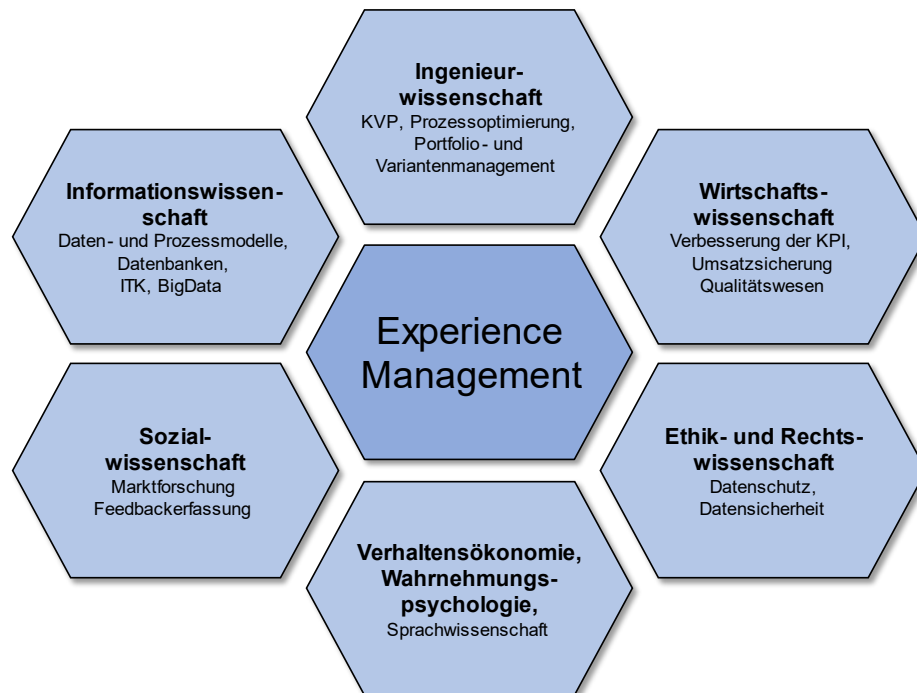 Ingenieur-
wissenschaft
KVP, Prozessoptimierung,
Portfolio- und
Variantenmanagement
Informationswissen-
schaft
Daten- und Prozessmodelle,
Datenbanken,
ITK, BigData
Wirtschafts-
wissenschaft
Verbesserung der KPI,
Umsatzsicherung
Qualitätswesen
Experience
Management
Sozial-
wissenschaft
Marktforschung
Feedbackerfassung
Ethik- und Rechts-
wissenschaft
Datenschutz,
Datensicherheit
Verhaltensökonomie,
Wahrnehmungs-
psychologie,
Sprachwissenschaft